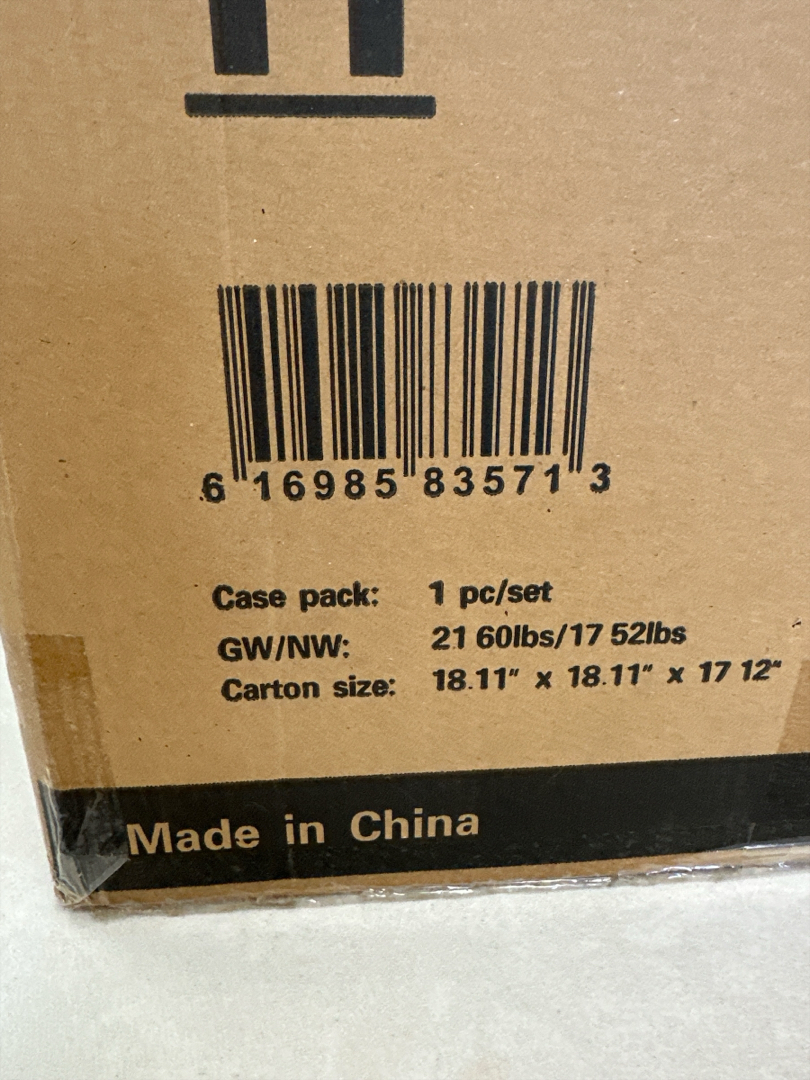 6 16985 83571 3
Case pack: 1 pc/set
GW/NW: 21 60lbs/17 52lbs
Carton size: 18.11" x 18.11" x 17 12"
Made in China